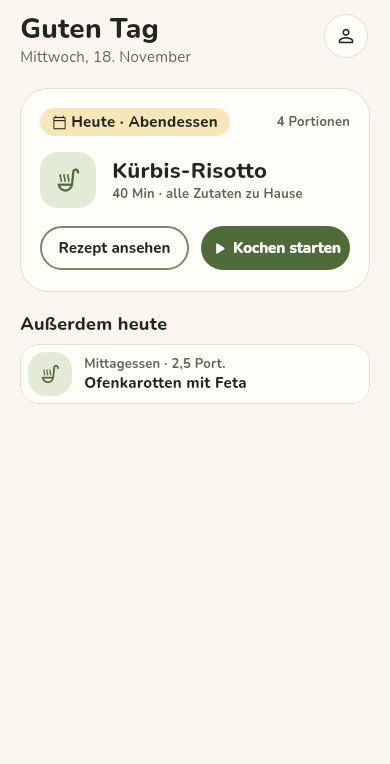 Guten Tag
Mittwoch, 18. November
Heute · Abendessen
4 Portionen
Kürbis-Risotto
40 Min · alle Zutaten zu Hause
Rezept ansehen
Kochen starten
Außerdem heute
Mittagessen · 2,5 Port.
Ofenkarotten mit Feta